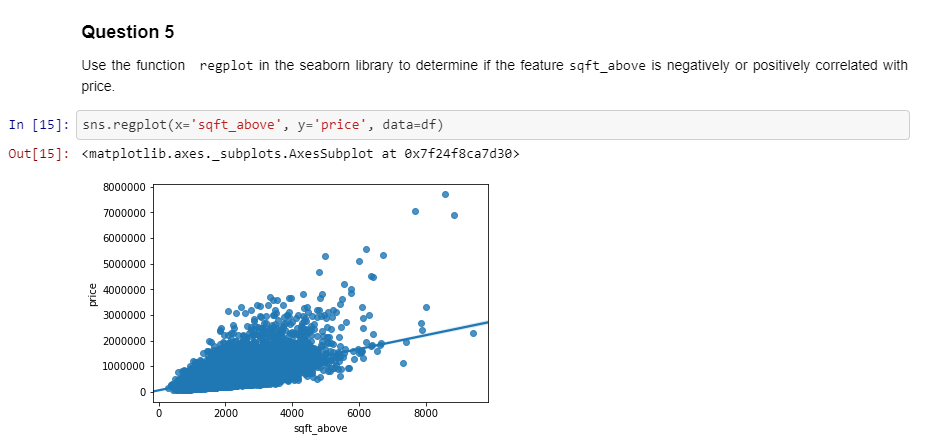 Question 5
Use the function regplot in the seaborn library to determine if the feature sqft_above is negatively or positively correlated with
price.
In [15]: sns.regplot(x='sqft_above', y='price', data=df)
Out[15]: <matplotlib.axes._subplots.AxesSubplot at 0x7f24f8ca7d30>
8000000
7000000
6000000
5000000
4000000
3000000
2000000
1000000
0
price
0 2000 4000 6000 8000
sqft_above